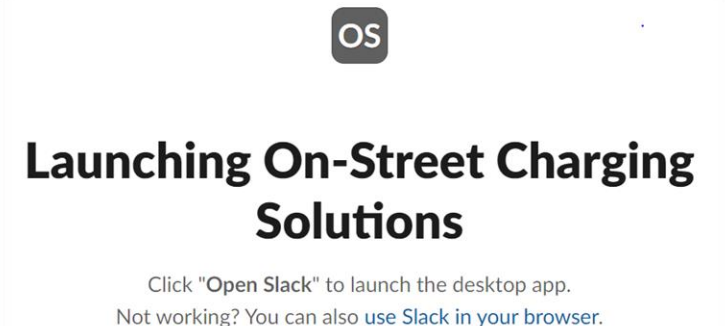 OS
Launching On-Street Charging
Solutions
Click "Open Slack" to launch the desktop app.
Not working? You can also use Slack in your browser.